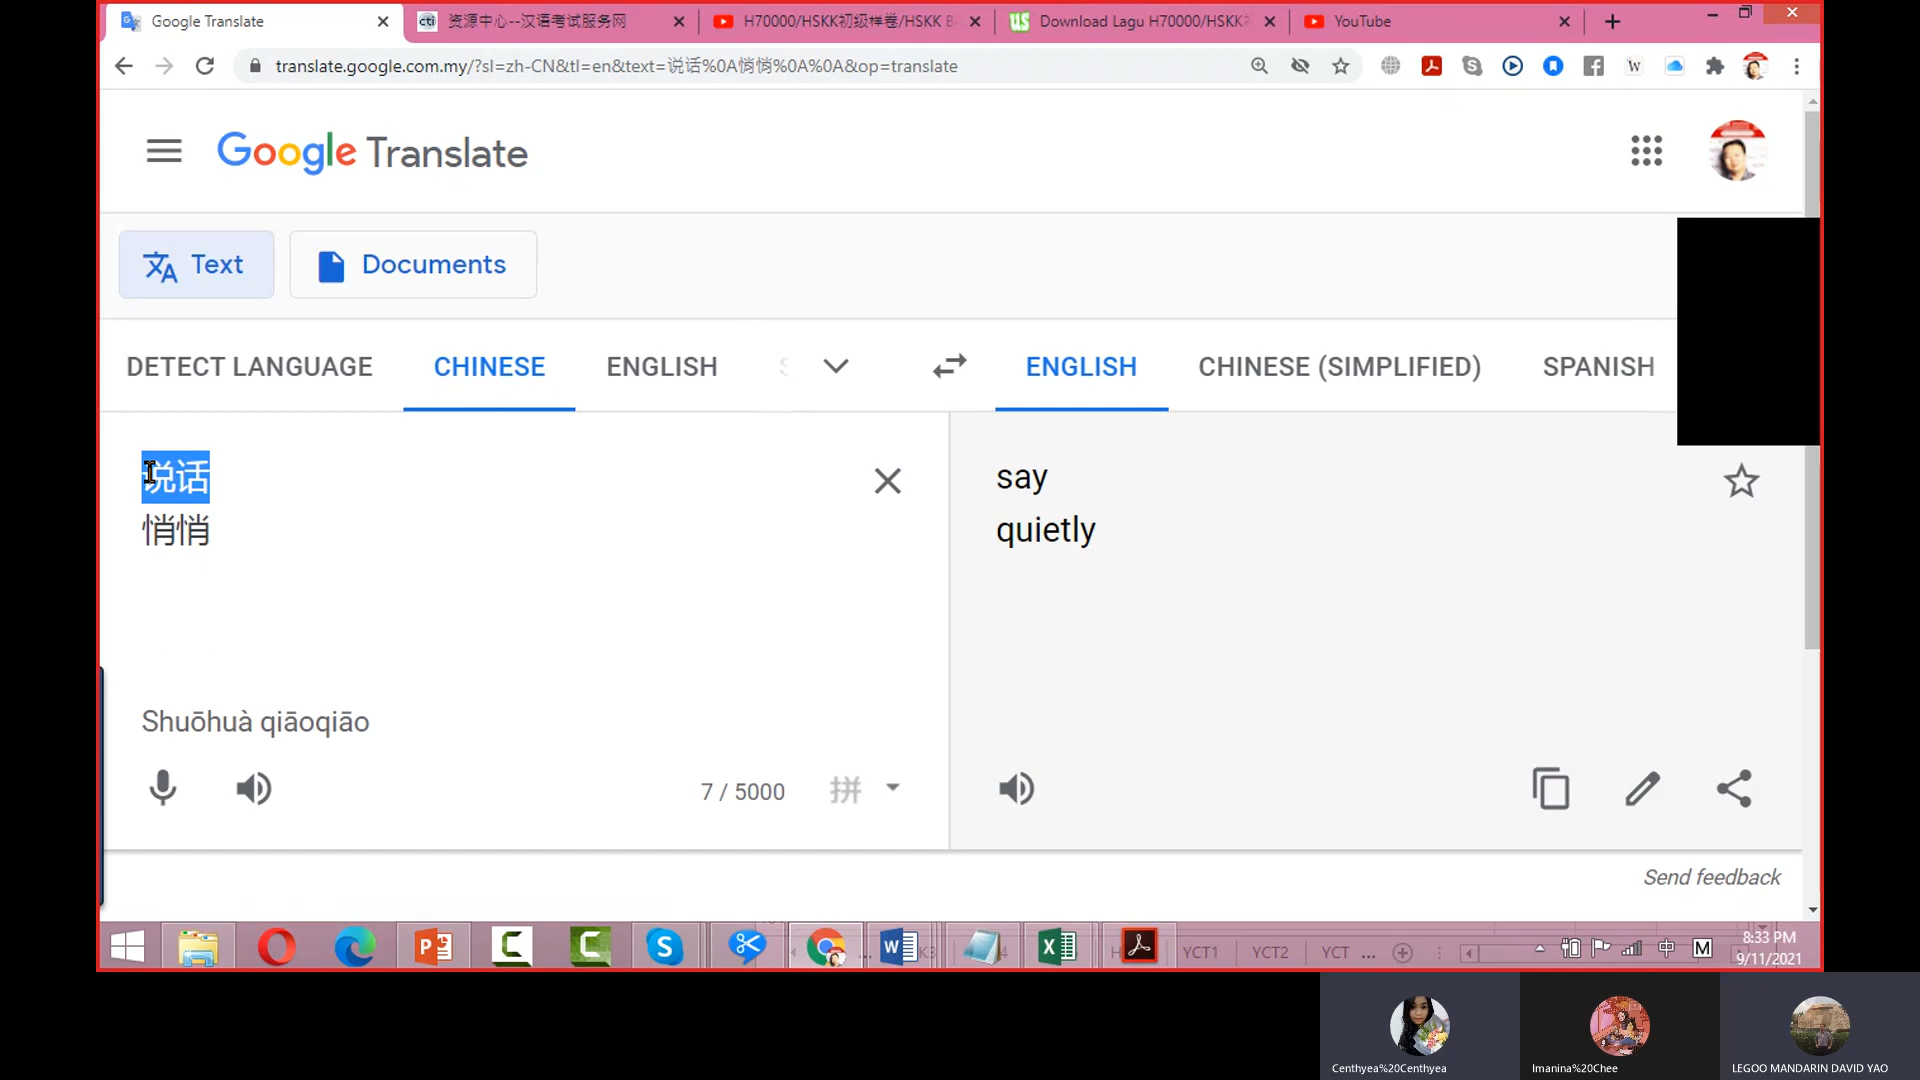 Google Translate
资源中心--汉语考试服务网
H70000/HSKK初级样卷/HSKK B
Download Lagu H70000/HSKK
YouTube
translate.google.com.my/?sl=zh-CN&tl=en&text=说话%0A悄悄%0A%0A&op=translate
Google Translate
Text
Documents
DETECT LANGUAGE
CHINESE
ENGLISH
ENGLISH
CHINESE (SIMPLIFIED)
SPANISH
说话
悄悄
say
quietly
Shuōhuà qiāoqiāo
7 / 5000
拼
Send feedback
YCT1
YCT2
YCT ...
中
M
8:33 PM
9/11/2021
Centhyea%20Centhyea
Imanina%20Chee
LEGOO MANDARIN DAVID YAO